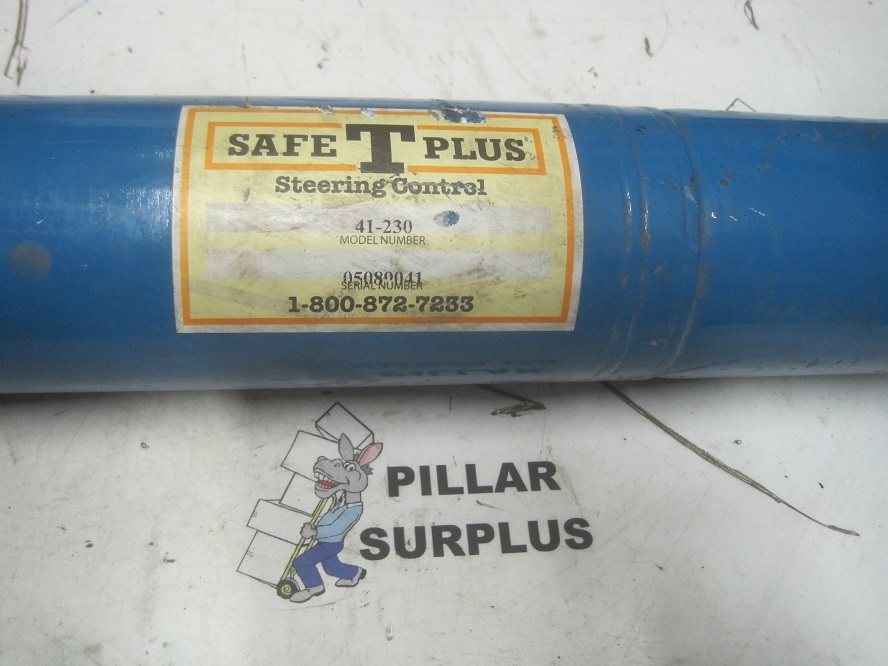 SAFE T PLUS
Steering Control
41-230
MODEL NUMBER
05089041
SERIAL NUMBER
1-800-872-7233
PILLAR
SURPLUS